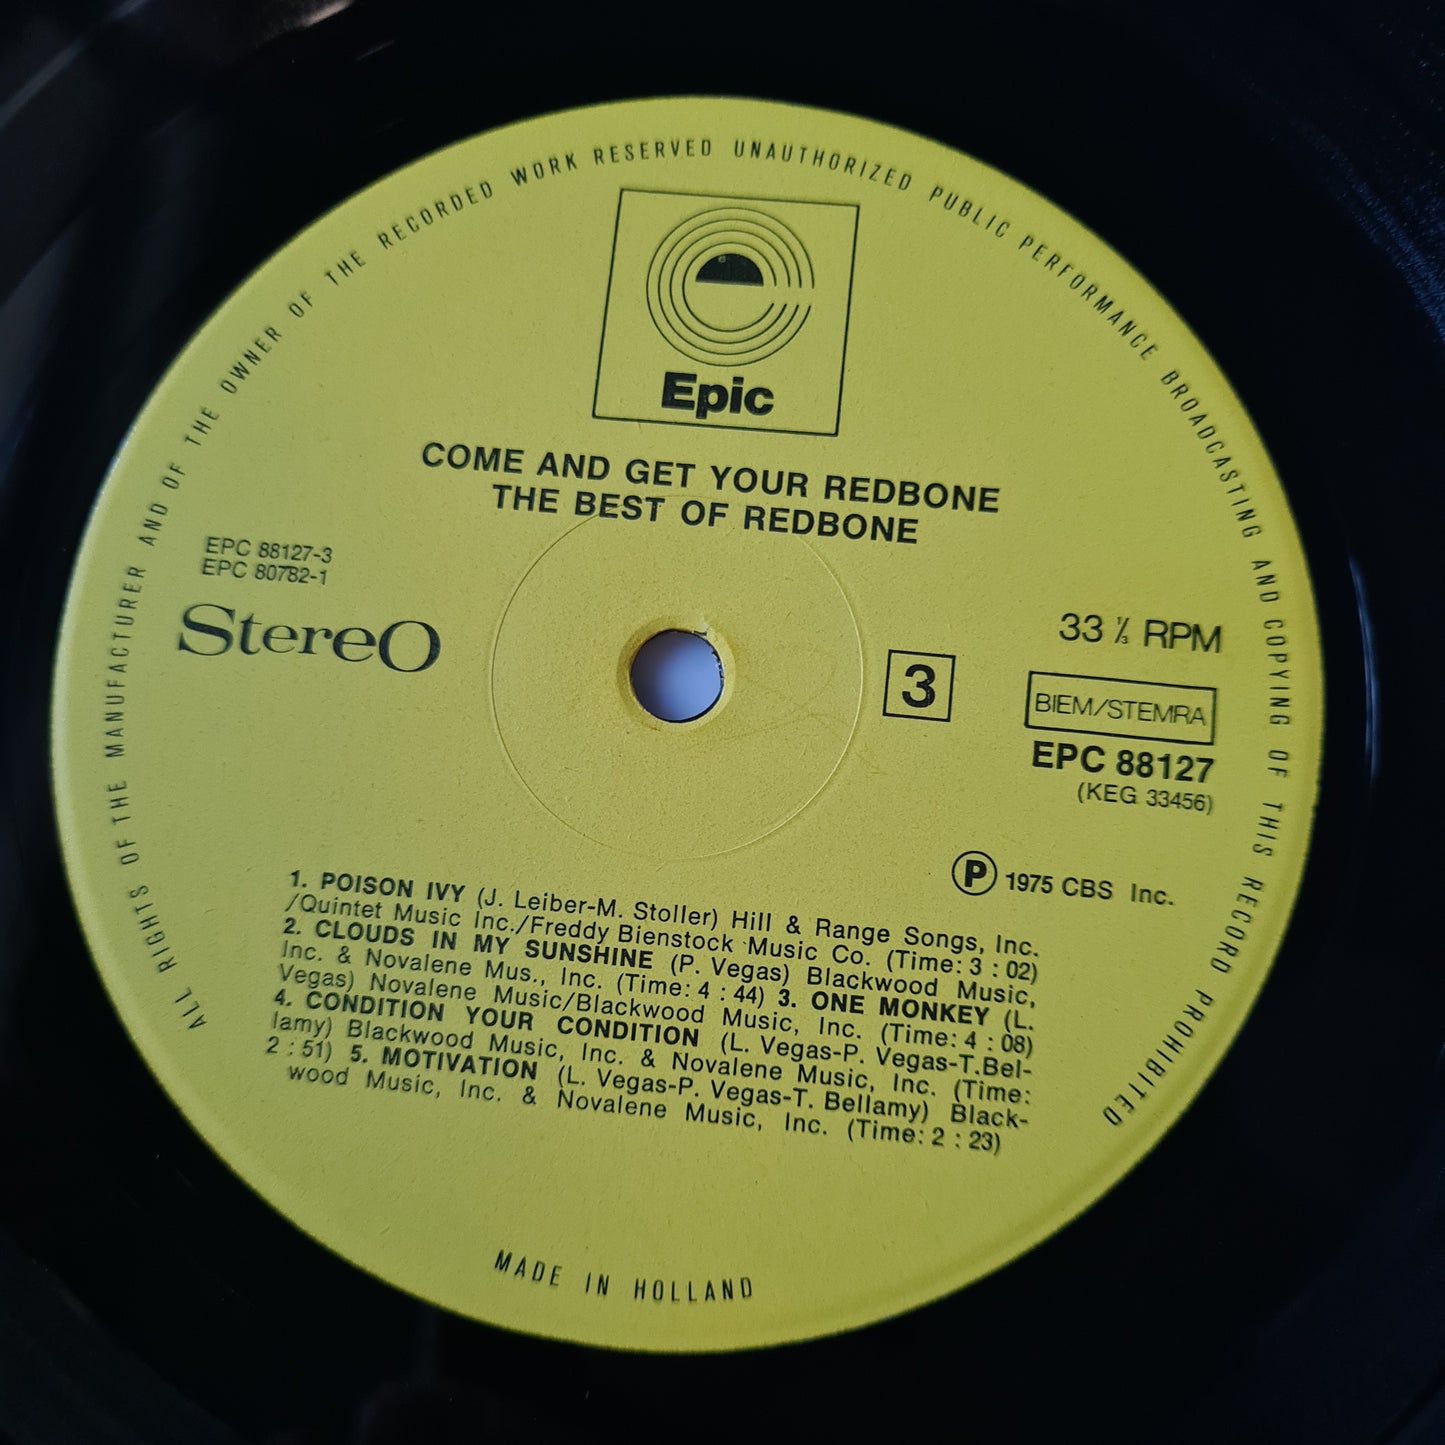 ALL RIGHTS OF THE MANUFACTURER AND OF THE OWNER OF THE RECORDED WORK RESERVED UNAUTHORIZED PUBLIC PERFORMANCE BROADCASTING AND COPYING OF THIS RECORD PROHIBITED
Epic
COME AND GET YOUR REDBONE
THE BEST OF REDBONE
EPC 88127-3
EPC 80782-1
Stereo
33 ⅓ RPM
3
BIEM/STEMRA
EPC 88127
(KEG 33456)
Ⓟ 1975 CBS Inc.
1. POISON IVY (J. Leiber-M. Stoller) Hill & Range Songs, Inc.
/Quintet Music Inc./Freddy Bienstock Music Co. (Time: 3 : 02)
2. CLOUDS IN MY SUNSHINE (P. Vegas) Blackwood Music,
Inc. & Novalene Mus., Inc. (Time: 4 : 44) 3. ONE MONKEY (L.
Vegas) Novalene Music/Blackwood Music, Inc. (Time: 4 : 08)
4. CONDITION YOUR CONDITION (L. Vegas-P. Vegas-T.Bel-
lamy) Blackwood Music, Inc. & Novalene Music, Inc. (Time:
2 : 51) 5. MOTIVATION (L. Vegas-P. Vegas-T. Bellamy) Black-
wood Music, Inc. & Novalene Music, Inc. (Time: 2 : 23)
MADE IN HOLLAND